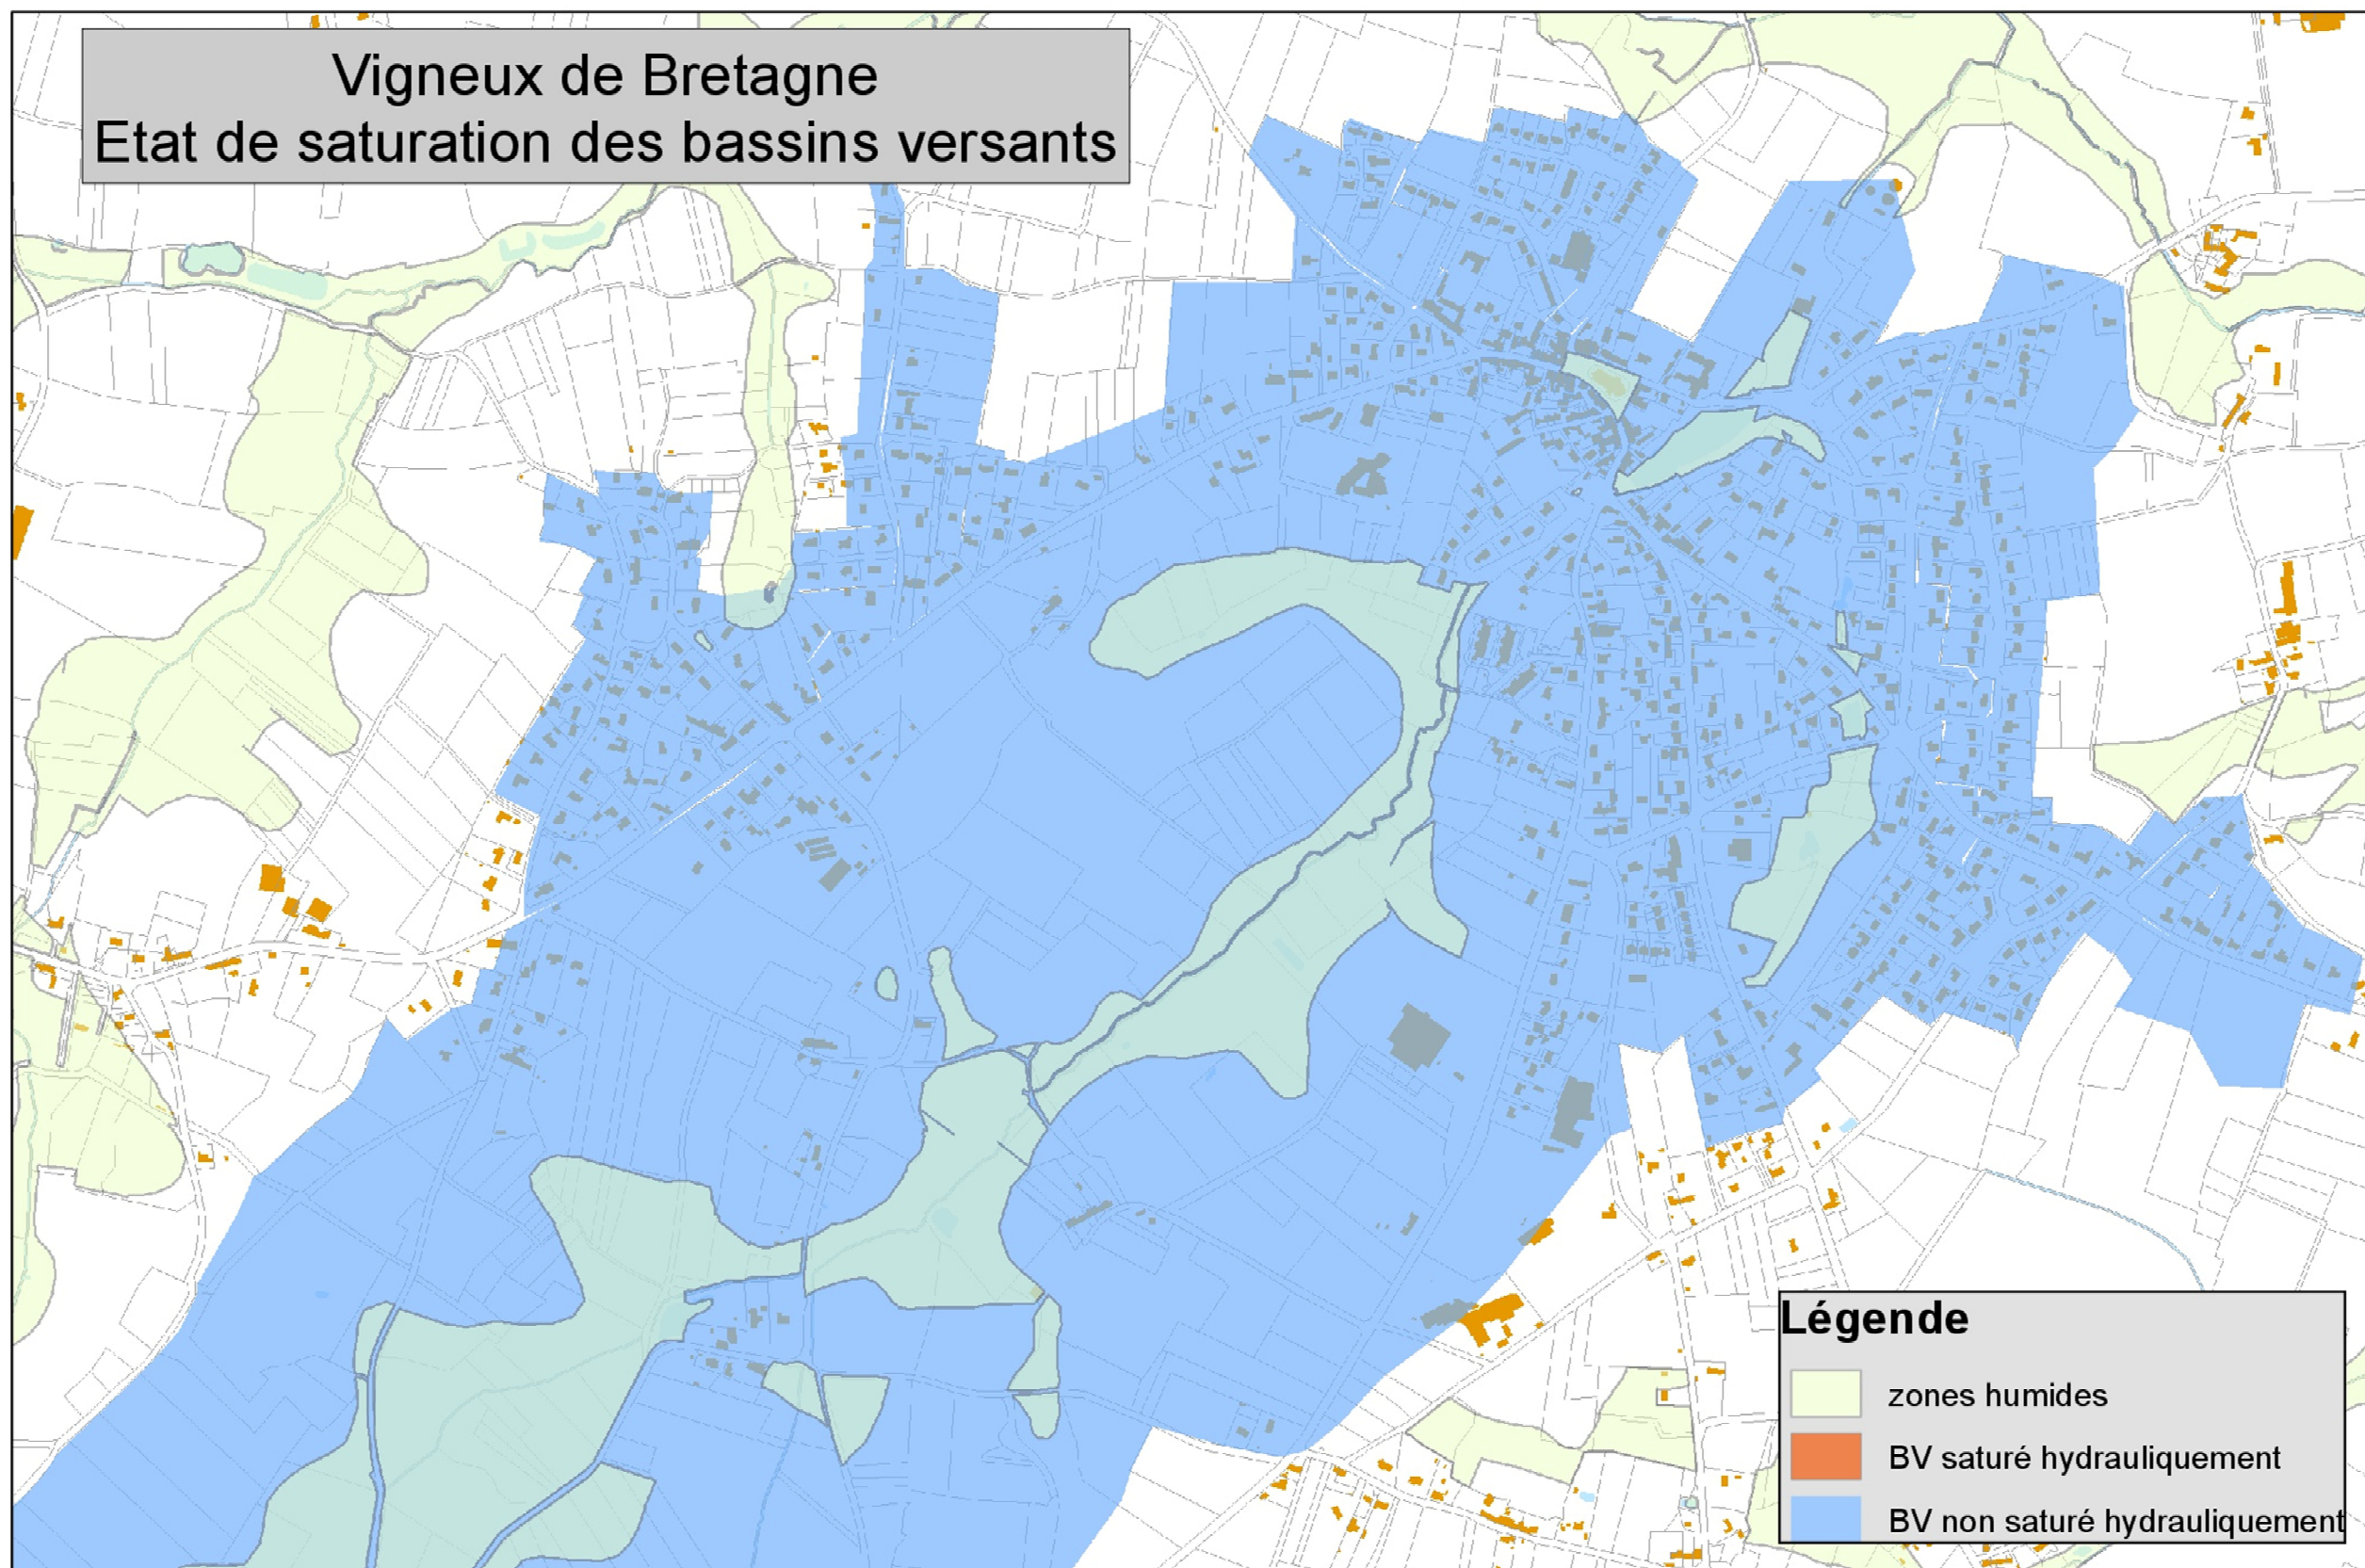 Vigneux de Bretagne
Etat de saturation des bassins versants
Légende
zones humides
BV saturé hydrauliquement
BV non saturé hydrauliquement